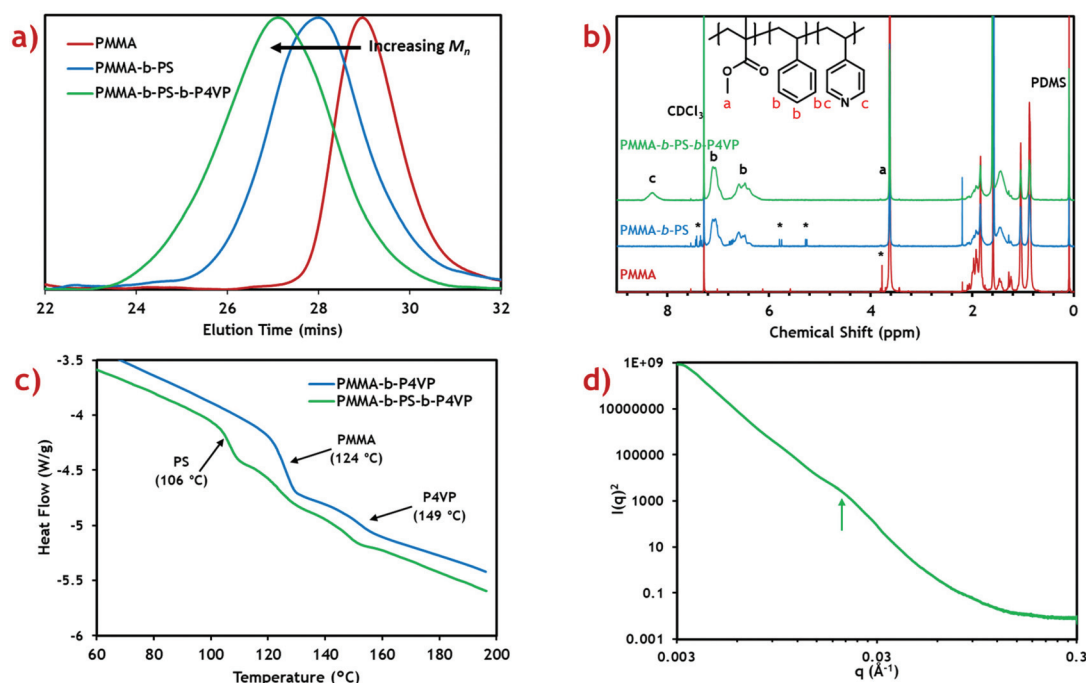 a)
PMMA
PMMA-b-PS
PMMA-b-PS-b-P4VP
Increasing Mn
22 24 26 28 30 32
Elution Time (mins)
b)
O
O
N
a b b b c c
PDMS
CDCl3
PMMA-b-PS-b-P4VP
c b b a
PMMA-b-PS
* * *
PMMA
*
8 6 4 2 0
Chemical Shift (ppm)
c)
-3.5
-4
-4.5
-5
-5.5
-6
Heat Flow (W/g)
PMMA-b-P4VP
PMMA-b-PS-b-P4VP
PS
(106 °C)
PMMA
(124 °C)
P4VP
(149 °C)
60 80 100 120 140 160 180 200
Temperature (°C)
d)
1E+09
10000000
100000
1000
10
0.1
0.001
I(q)2
0.003 0.03 0.3
q (Å-1)